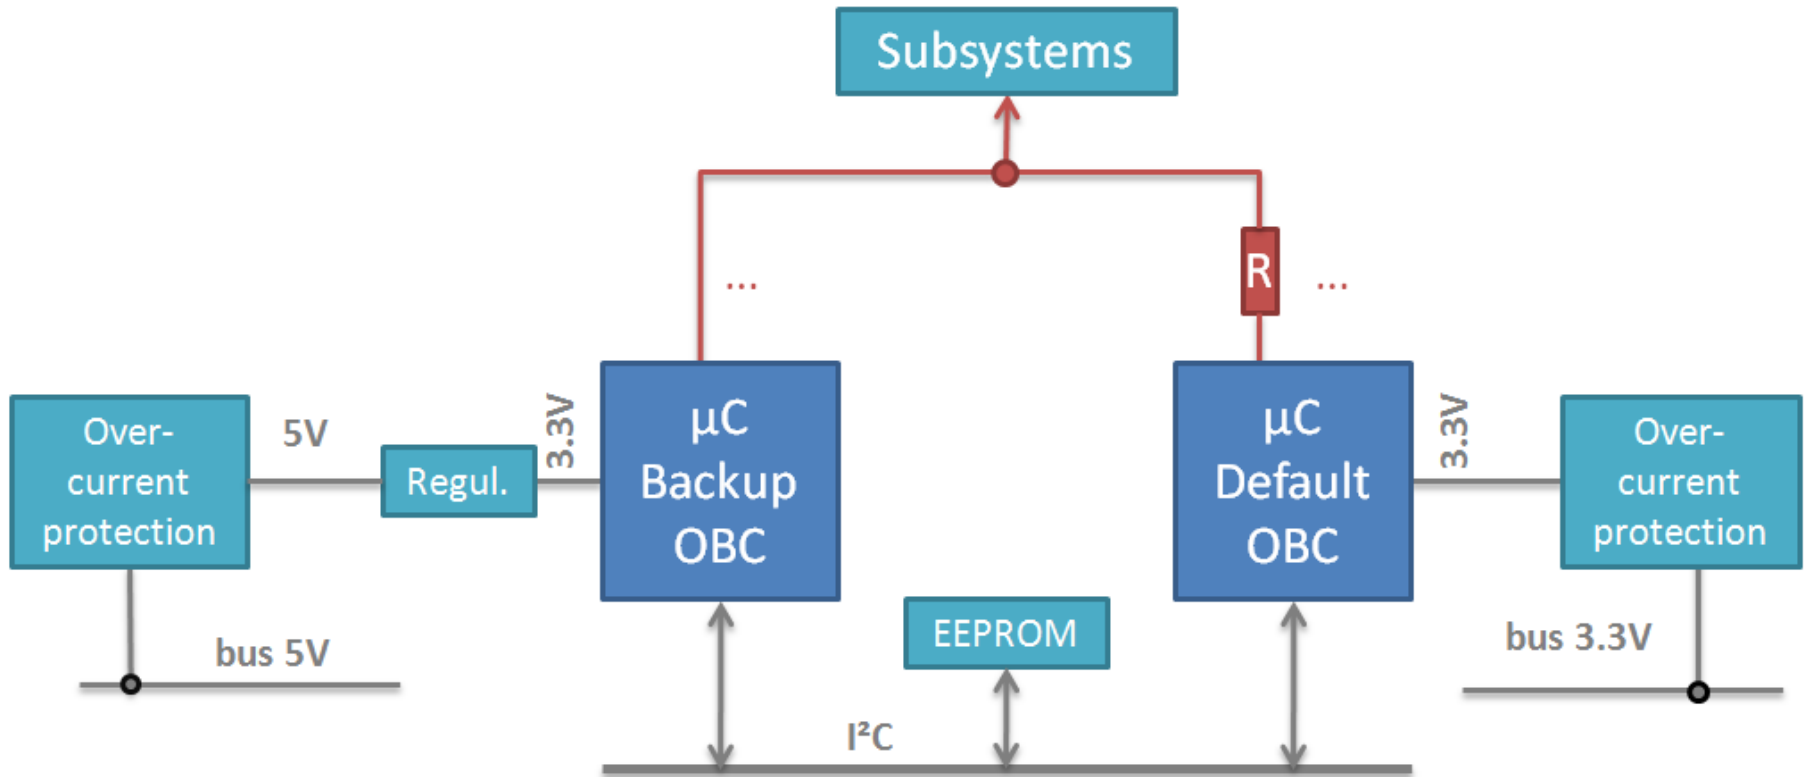 Subsystems
R
...
...
Over-
current
protection
5V
Regul.
3.3V
µC
Backup
OBC
µC
Default
OBC
3.3V
Over-
current
protection
EEPROM
bus 5V
bus 3.3V
I²C